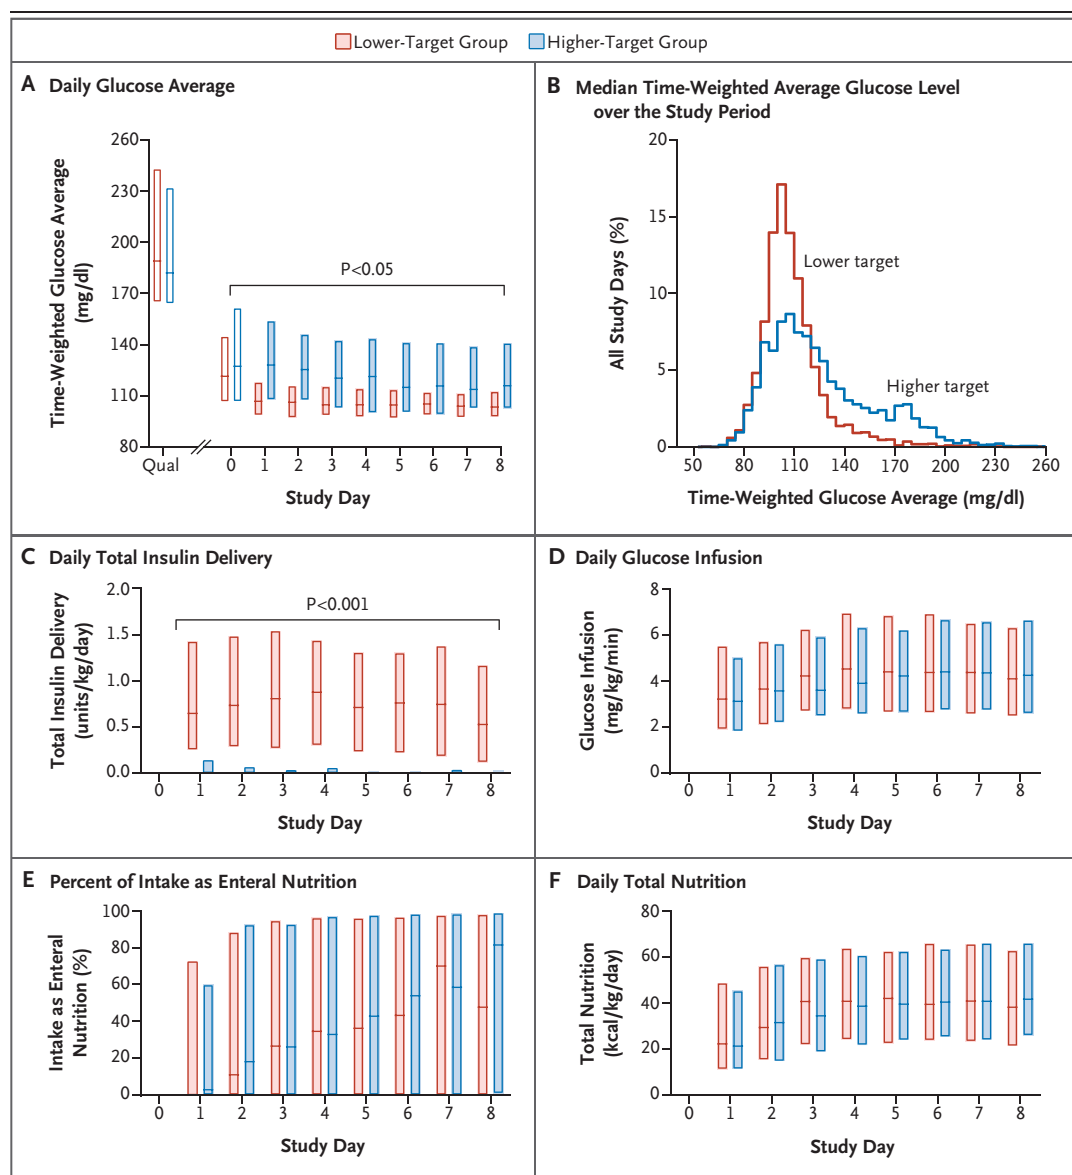 Lower-Target Group Higher-Target Group
A Daily Glucose Average
Time-Weighted Glucose Average
(mg/dl)
260
230
200
170
140
110
80
P<0.05
Qual 0 1 2 3 4 5 6 7 8
Study Day
B Median Time-Weighted Average Glucose Level
over the Study Period
All Study Days (%)
20
15
10
5
0
Lower target
Higher target
50 80 110 140 170 200 230 260
Time-Weighted Glucose Average (mg/dl)
C Daily Total Insulin Delivery
Total Insulin Delivery
(units/kg/day)
2.0
1.5
1.0
0.5
0.0
P<0.001
0 1 2 3 4 5 6 7 8
Study Day
D Daily Glucose Infusion
Glucose Infusion
(mg/kg/min)
8
6
4
2
0
0 1 2 3 4 5 6 7 8
Study Day
E Percent of Intake as Enteral Nutrition
Intake as Enteral
Nutrition (%)
100
80
60
40
20
0
0 1 2 3 4 5 6 7 8
Study Day
F Daily Total Nutrition
Total Nutrition
(kcal/kg/day)
80
60
40
20
0
0 1 2 3 4 5 6 7 8
Study Day